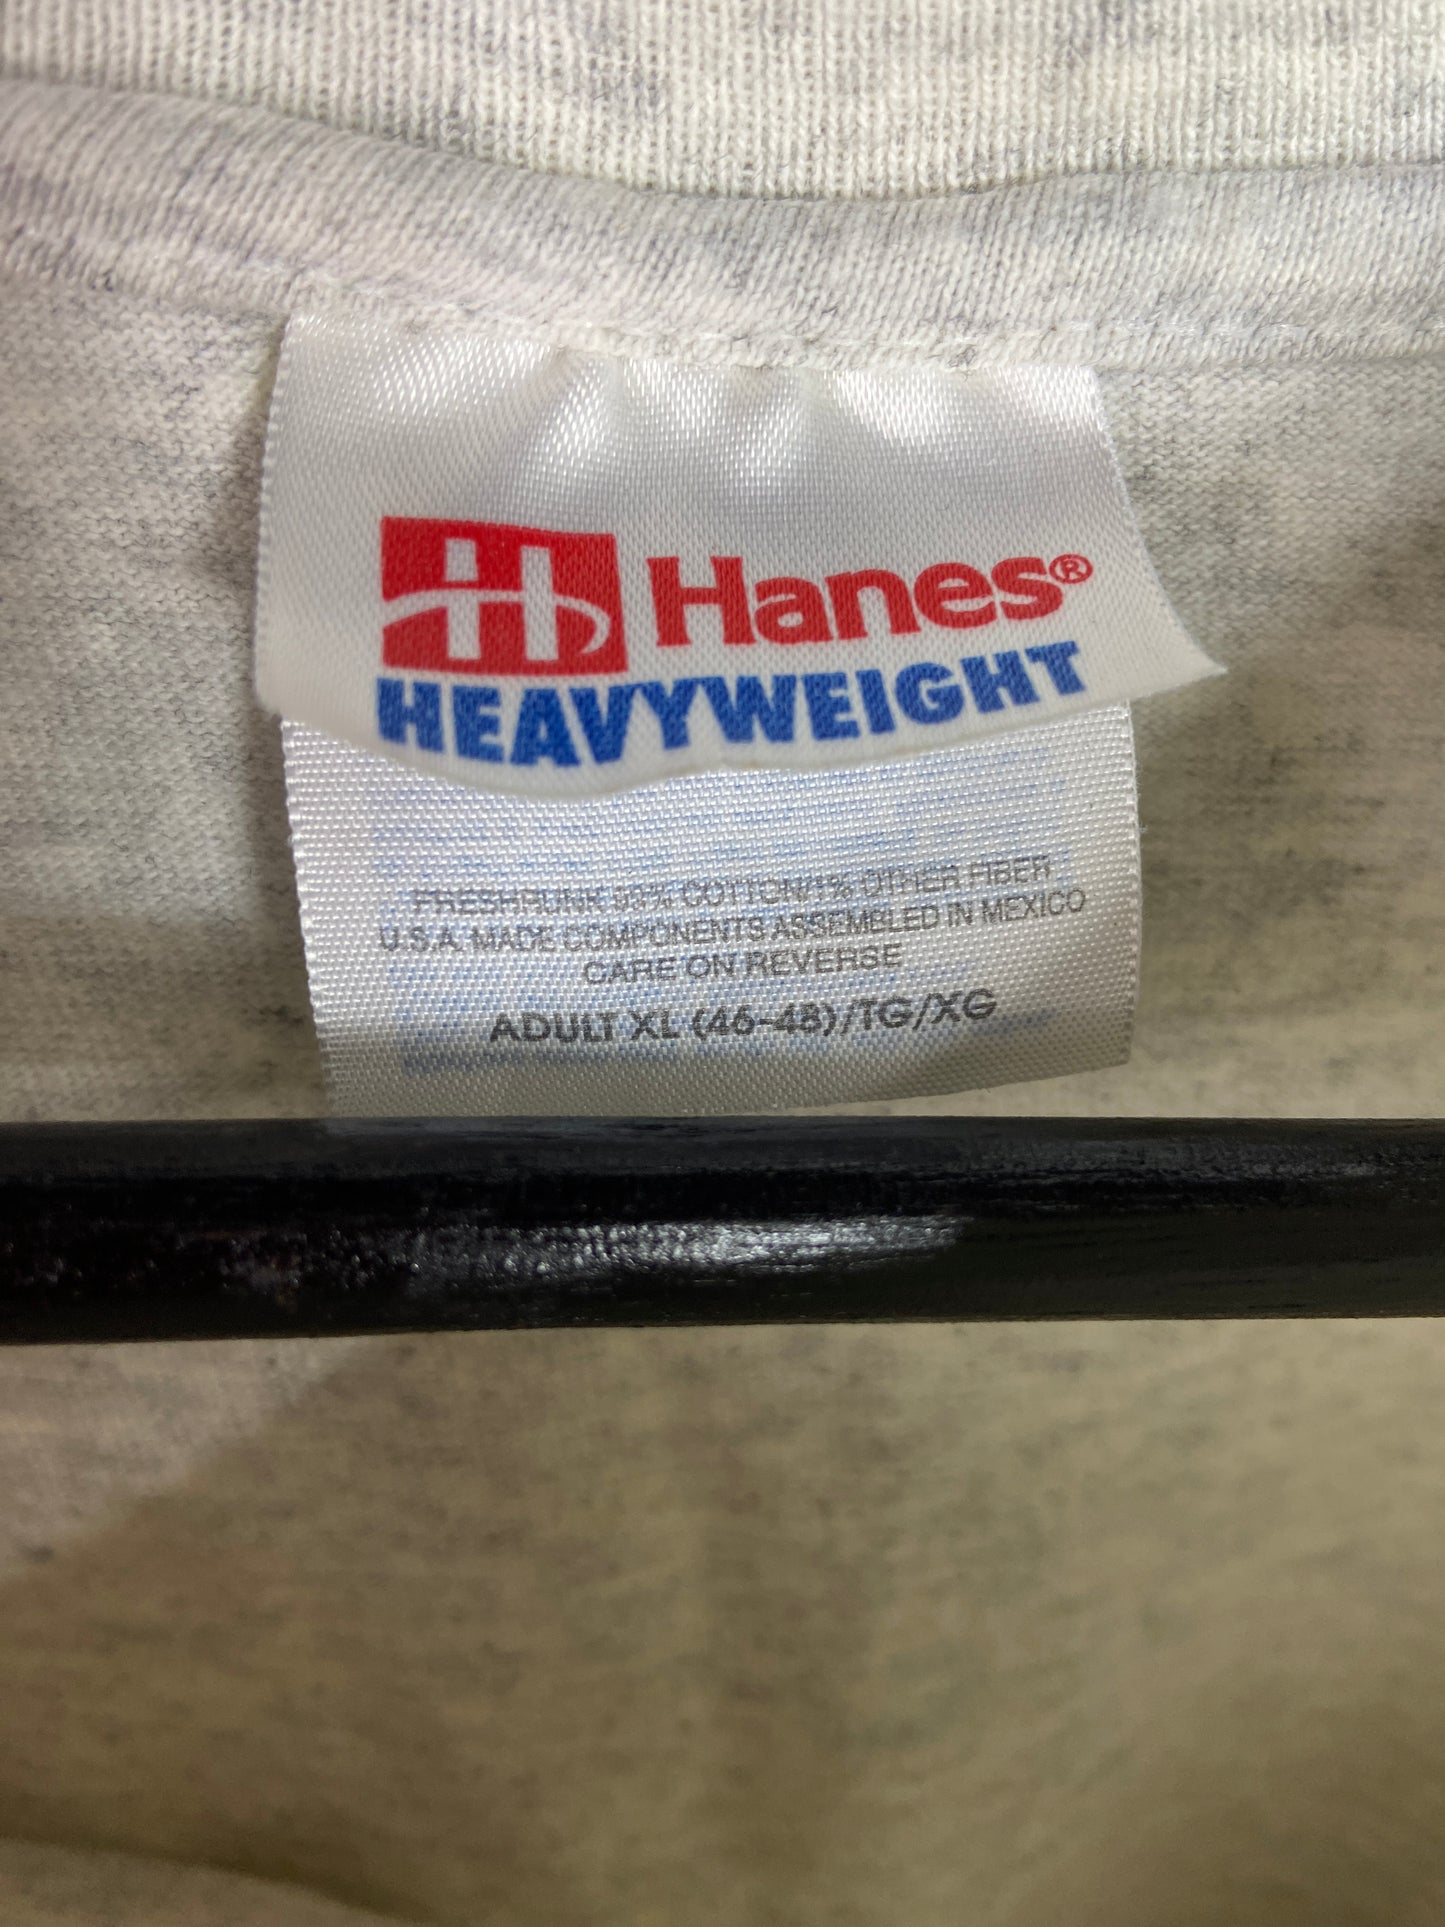 Hanes®
HEAVYWEIGHT
FRESHRUNK 99% COTTON/1% OTHER FIBER
U.S.A. MADE COMPONENTS ASSEMBLED IN MEXICO
CARE ON REVERSE
ADULT XL (46-48)/TG/XG